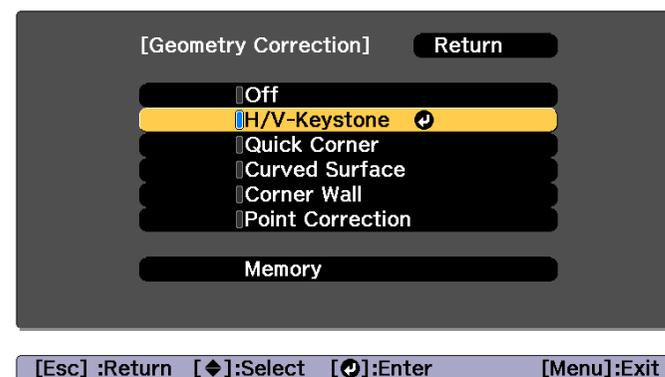 [Geometry Correction] Return
Off
H/V-Keystone
Quick Corner
Curved Surface
Corner Wall
Point Correction
Memory
[Esc] :Return [◆]:Select [↵]:Enter [Menu]:Exit